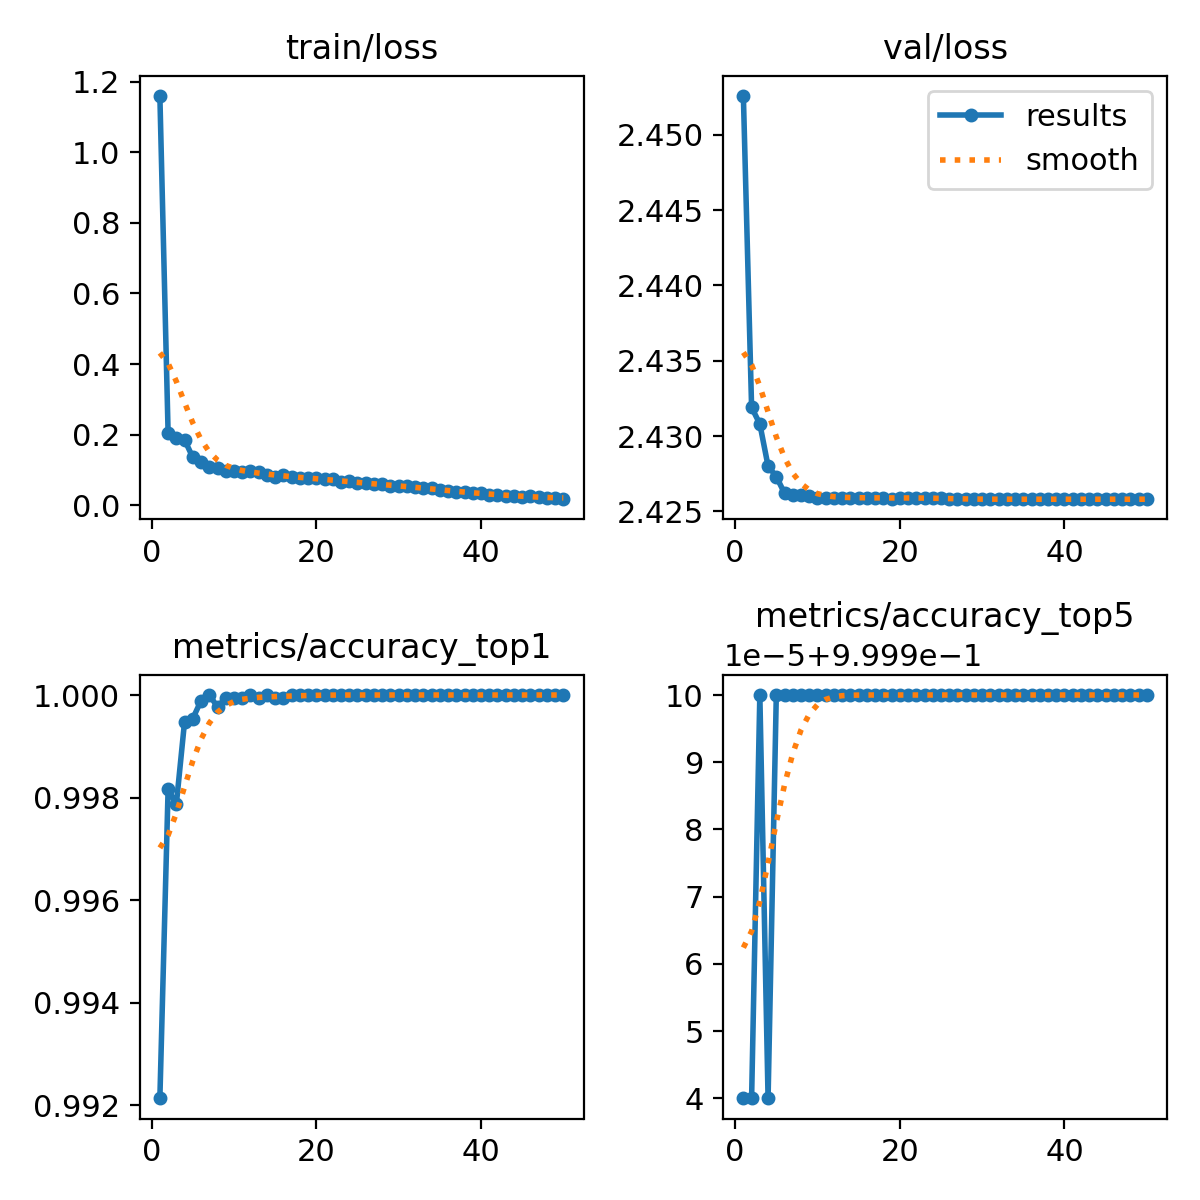 train/loss
1.2
1.0
0.8
0.6
0.4
0.2
0.0
0 20 40
val/loss
results
smooth
2.450
2.445
2.440
2.435
2.430
2.425
0 20 40
metrics/accuracy_top1
1.000
0.998
0.996
0.994
0.992
0 20 40
metrics/accuracy_top5
1e−5+9.999e−1
10
9
8
7
6
5
4
0 20 40